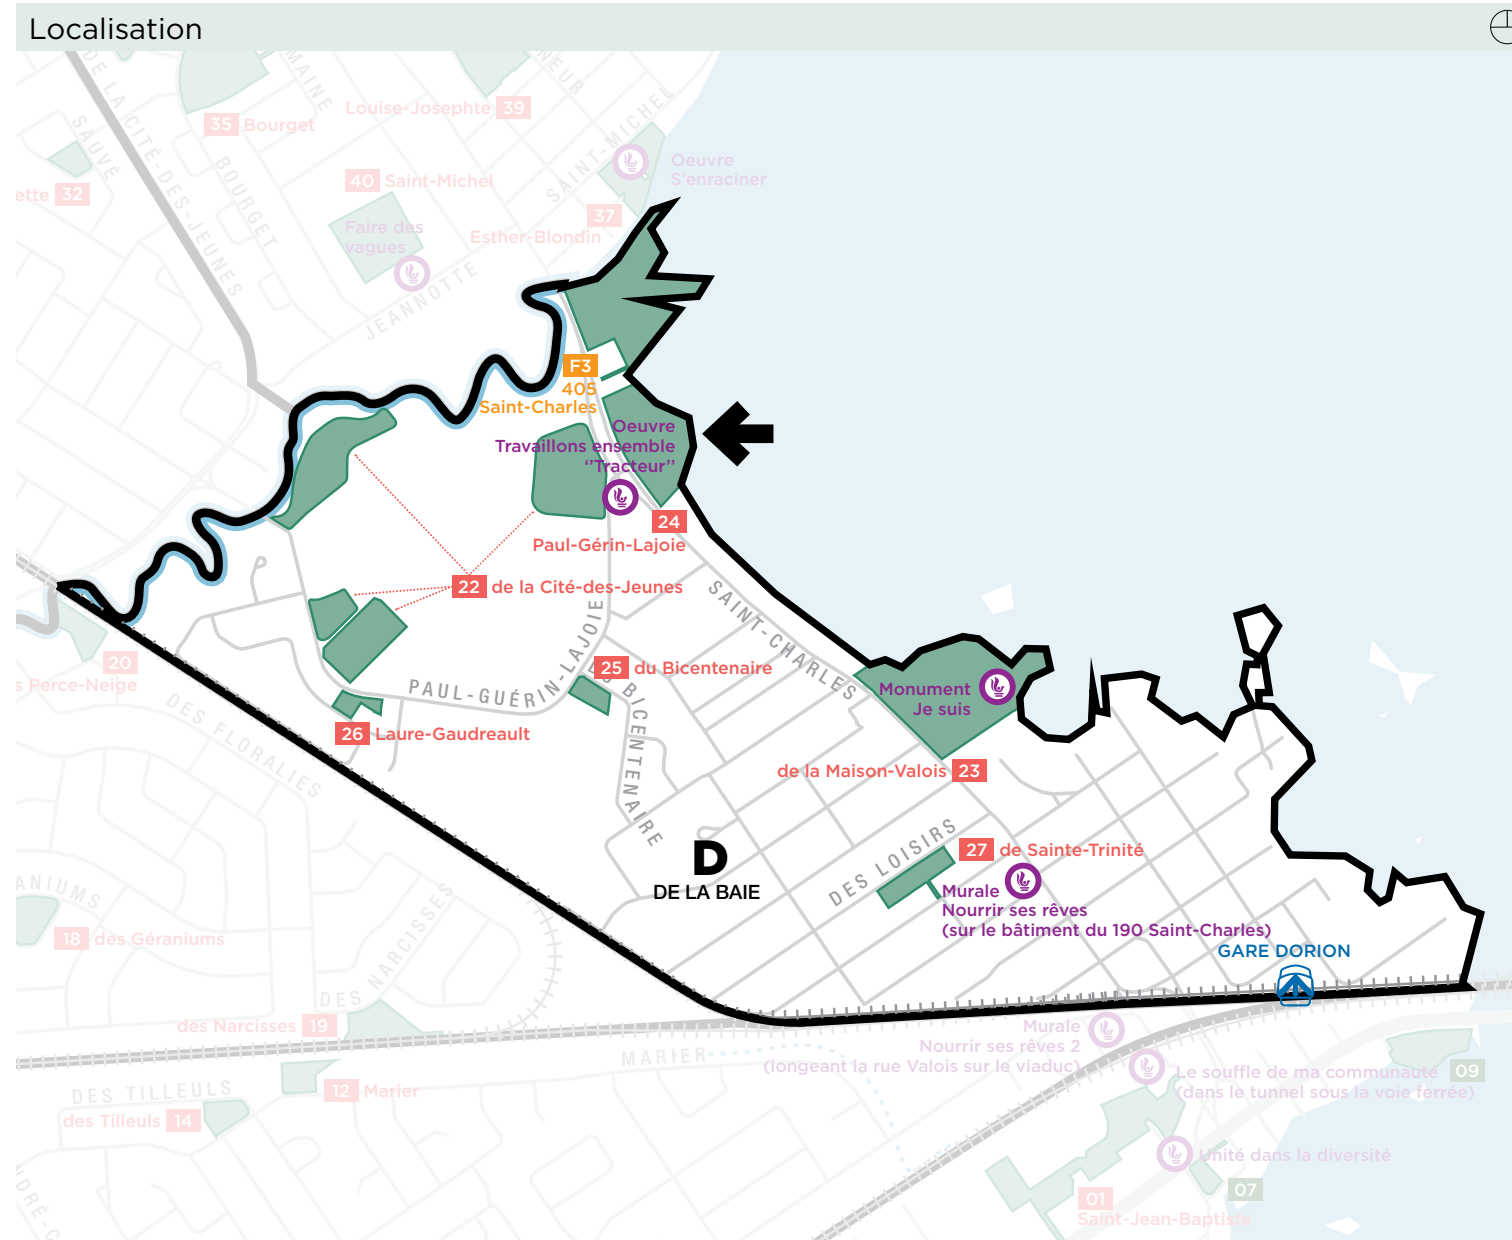 Localisation
DE LA CITÉ-DES-JEUNES
SAUVÉ
MAINE
NEUR
Louise-Josephte 39
35 Bourget
BOURGET
SAINT-MICHEL
Oeuvre
S'enraciner
40 Saint-Michel
ette 32
37
Esther-Blondin
Faire des
vagues
JEANNOTTE
F3
405
Saint-Charles
Oeuvre
Travaillons ensemble
"Tracteur"
24
Paul-Gérin-Lajoie
22 de la Cité-des-Jeunes
SAINT-CHARLES
20
s Perce-Neige
25 du Bicentenaire
PAUL-GUÉRIN-LAJOIE
BICENTENAIRE
Monument
Je suis
DES FLORALIES
26 Laure-Gaudreault
de la Maison-Valois 23
DES LOISIRS
27 de Sainte-Trinité
D
DE LA BAIE
Murale
Nourrir ses rêves
(sur le bâtiment du 190 Saint-Charles)
GARE DORION
ANIUMS
18 des Géraniums
DES NARCISSES
des Narcisses 19
MARIER
Murale
Nourrir ses rêves 2
(longeant la rue Valois sur le viaduc)
Le souffle de ma communauté
(dans le tunnel sous la voie ferrée)
09
DES TILLEULS
12 Marier
des Tilleuls 14
Unité dans la diversité
07
01
Saint-Jean-Baptiste
DRÉ-C